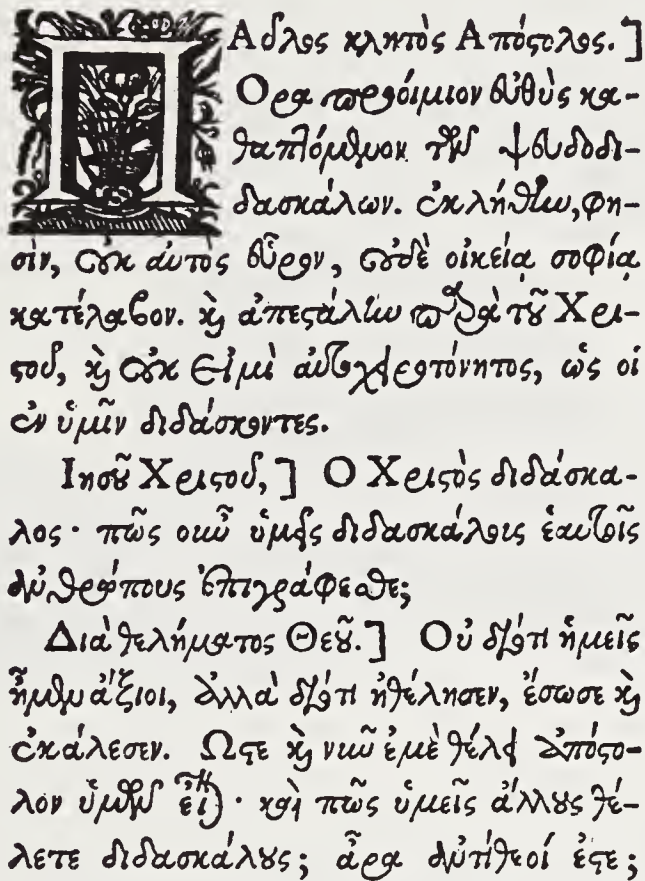 ΠΑῦλος κλητὸς Ἀπόστολος.]
Ὁρα προοίμιον εὐθὺς κα-
θαπτόμενον τῶν ψευδοδι-
δασκάλων. ἐκλήθην, φη-
σὶν, οὐκ αὐτὸς εὗρον, οὐδὲ οἰκείᾳ σοφίᾳ
κατέλαβον. καὶ ἀπεστάλην παρὰ τοῦ Χρι-
στοῦ, καὶ οὐκ εἰμὶ αὐτοχειροτόνητος, ὡς οἱ
ἐν ὑμῖν διδάσκοντες.
Ἰησοῦ Χριστοῦ,] Ὁ Χριστὸς διδάσκα-
λος· πῶς οὖν ὑμεῖς διδασκάλοις ἑαυτοῖς
ἀνθρώπους ἐπιγράφεσθε;
Διὰ θελήματος Θεοῦ.] Οὐ διότι ἡμεῖς
ἦμεν ἄξιοι, ἀλλὰ διότι ἠθέλησεν, ἔσωσε καὶ
ἐκάλεσεν. Ὥστε καὶ νῦν ἐμὲ θέλει ἀπόστο-
λον ὑμῶν εἶναι· καὶ πῶς ὑμεῖς ἄλλους θέ-
λετε διδασκάλους; ἆρα ἀντίθεοί ἐστε;